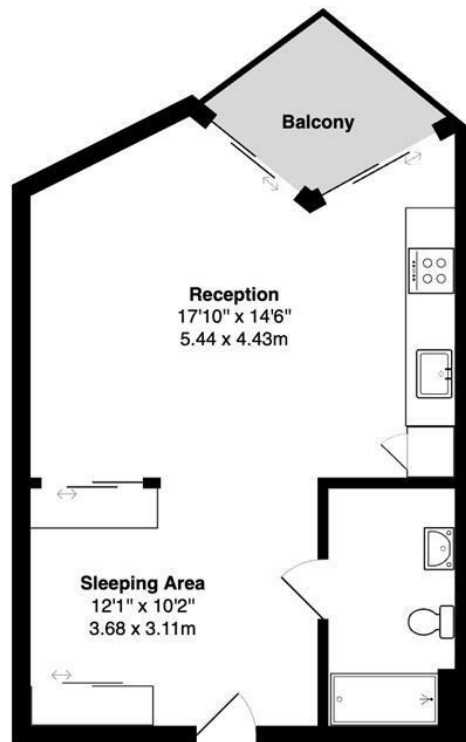 Balcony
Reception
17'10" x 14'6"
5.44 x 4.43m
Sleeping Area
12'1" x 10'2"
3.68 x 3.11m